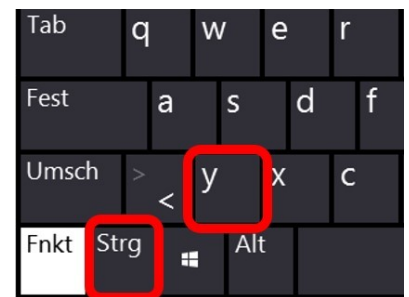 Tab q w e r
Fest a s d f
Umsch > < y x c
Fnkt Strg Alt